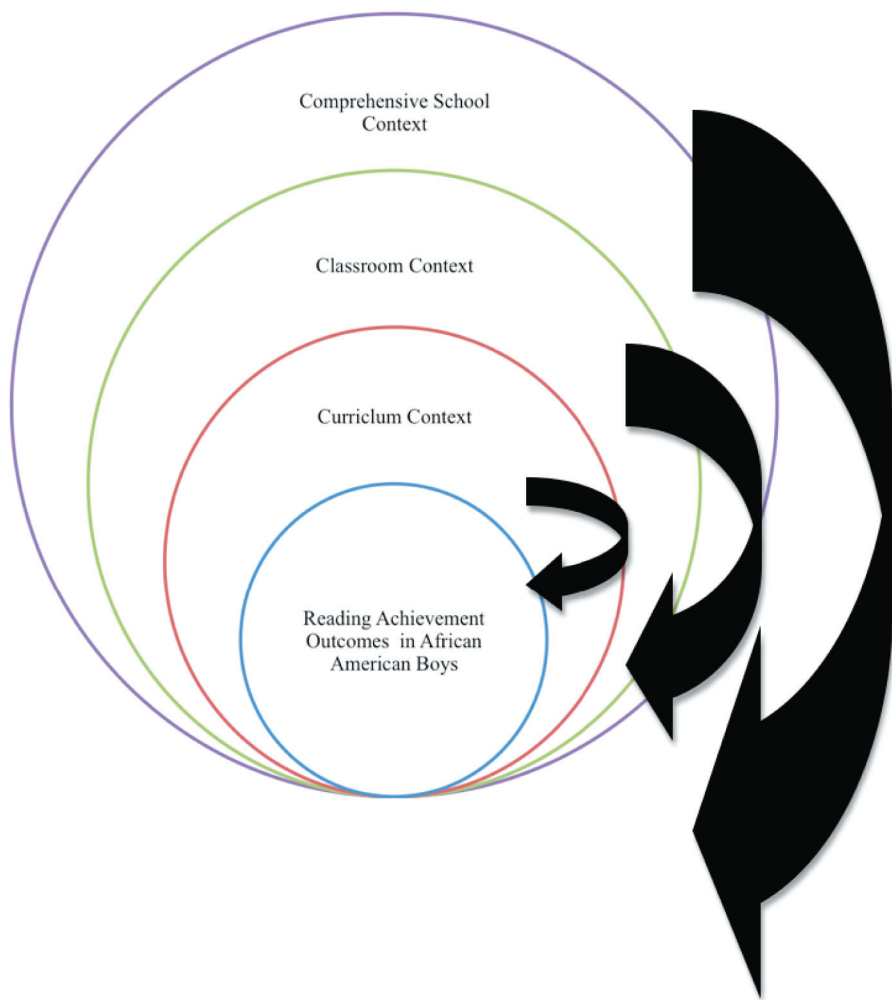 Comprehensive School
Context
Classroom Context
Curriclum Context
Reading Achievement
Outcomes in African
American Boys